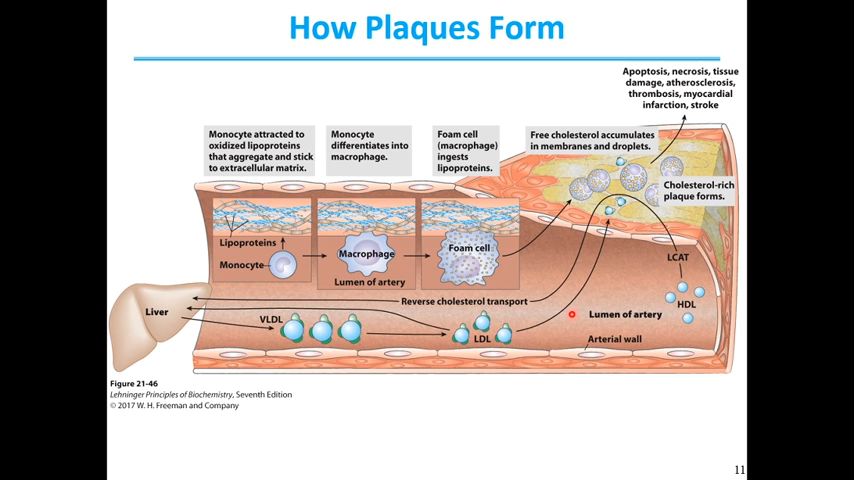 How Plaques Form
Apoptosis, necrosis, tissue
damage, atherosclerosis,
thrombosis, myocardial
infarction, stroke
Monocyte attracted to
oxidized lipoproteins
that aggregate and stick
to extracellular matrix.
Monocyte
differentiates into
macrophage.
Foam cell
(macrophage)
ingests
lipoproteins.
Free cholesterol accumulates
in membranes and droplets.
Cholesterol-rich
plaque forms.
Lipoproteins
Monocyte
Macrophage
Foam cell
Lumen of artery
LCAT
HDL
Reverse cholesterol transport
Liver
VLDL
LDL
Lumen of artery
Arterial wall
Figure 21-46
Lehninger Principles of Biochemistry, Seventh Edition
© 2017 W. H. Freeman and Company
11